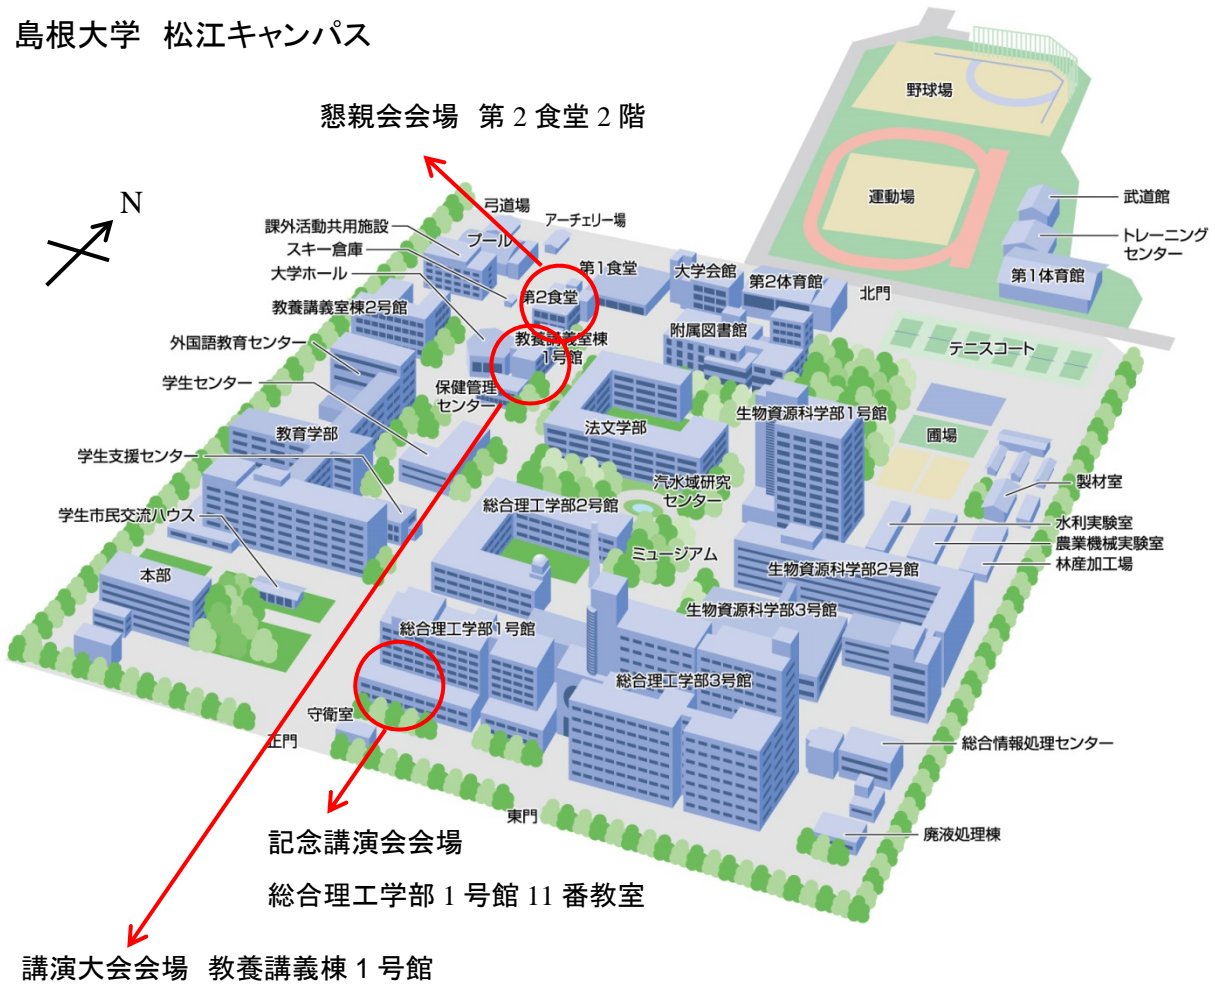 島根大学 松江キャンパス
懇親会会場 第2食堂2階
N
野球場
運動場
武道館
トレーニング
センター
第1体育館
弓道場
アーチェリー場
課外活動共用施設
プール
スキー倉庫
大学ホール
第1食堂
大学会館
第2体育館
北門
第2食堂
教養講義室棟2号館
附属図書館
教養講義室棟
1号館
テニスコート
外国語教育センター
学生センター
保健管理
センター
生物資源科学部1号館
法文学部
教育学部
圃場
学生支援センター
汽水域研究
センター
製材室
総合理工学部2号館
学生市民交流ハウス
水利実験室
農業機械実験室
林産加工場
ミュージアム
本部
生物資源科学部2号館
生物資源科学部3号館
総合理工学部1号館
総合理工学部3号館
守衛室
正門
総合情報処理センター
東門
廃液処理棟
記念講演会会場
総合理工学部1号館11番教室
講演大会会場 教養講義棟1号館